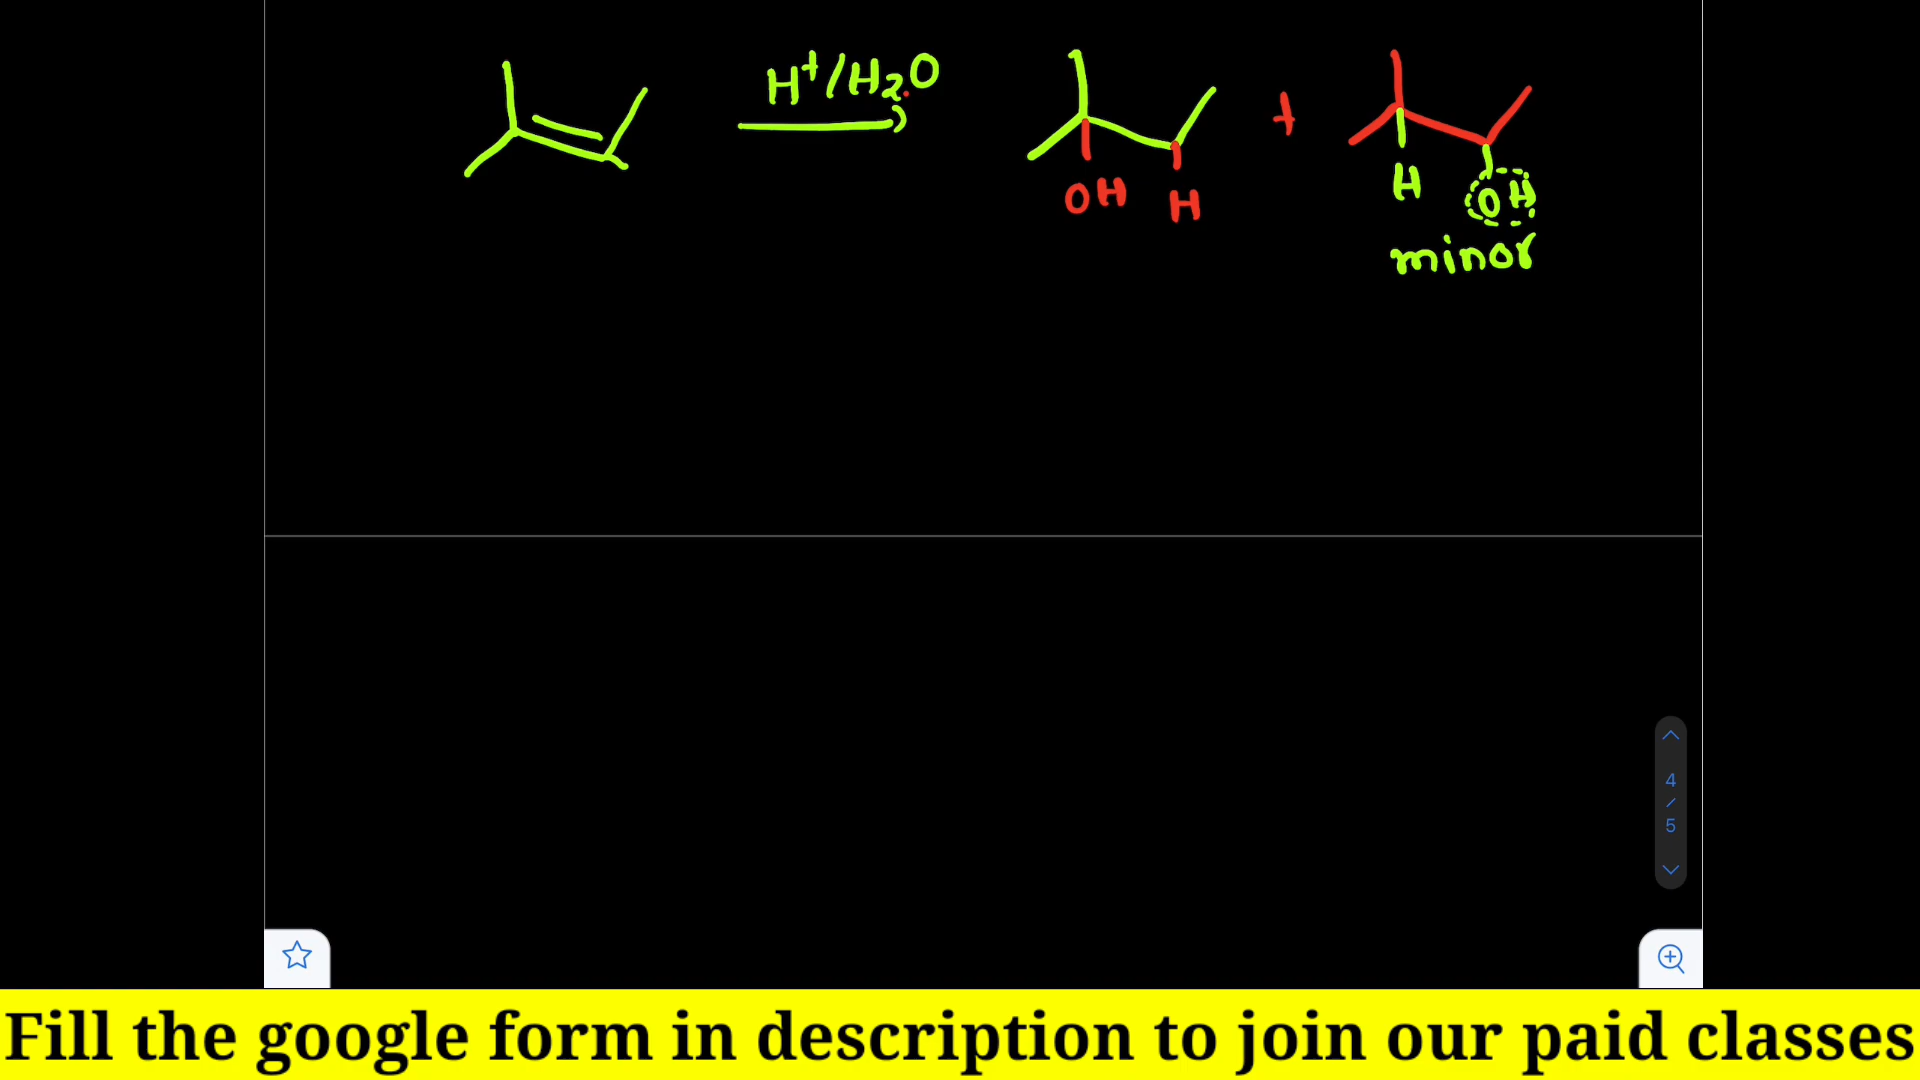 H⁺/H₂O
+
OH H
H OH
minor
4
/
5
Fill the google form in description to join our paid classes